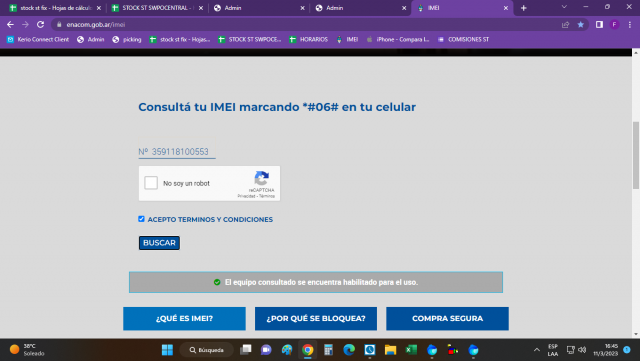 stock st fix - Hojas de cálcul
STOCK ST SWPOCENTRAL -
Admin
Admin
IMEI
enacom.gob.ar/imei
Kerio Connect Client
Admin
picking
stock st fix - Hojas...
STOCK ST SWPOCE...
HORARIOS
IMEI
iPhone - Compara l...
COMISIONES ST
Consultá tu IMEI marcando *#06# en tu celular
Nº 359118100553
No soy un robot
reCAPTCHA
Privacidad - Términos
ACEPTO TERMINOS Y CONDICIONES
BUSCAR
El equipo consultado se encuentra habilitado para el uso.
¿QUÉ ES IMEI?
¿POR QUÉ SE BLOQUEA?
COMPRA SEGURA
38°C
Soleado
Búsqueda
ESP
LAA
16:45
11/3/2023